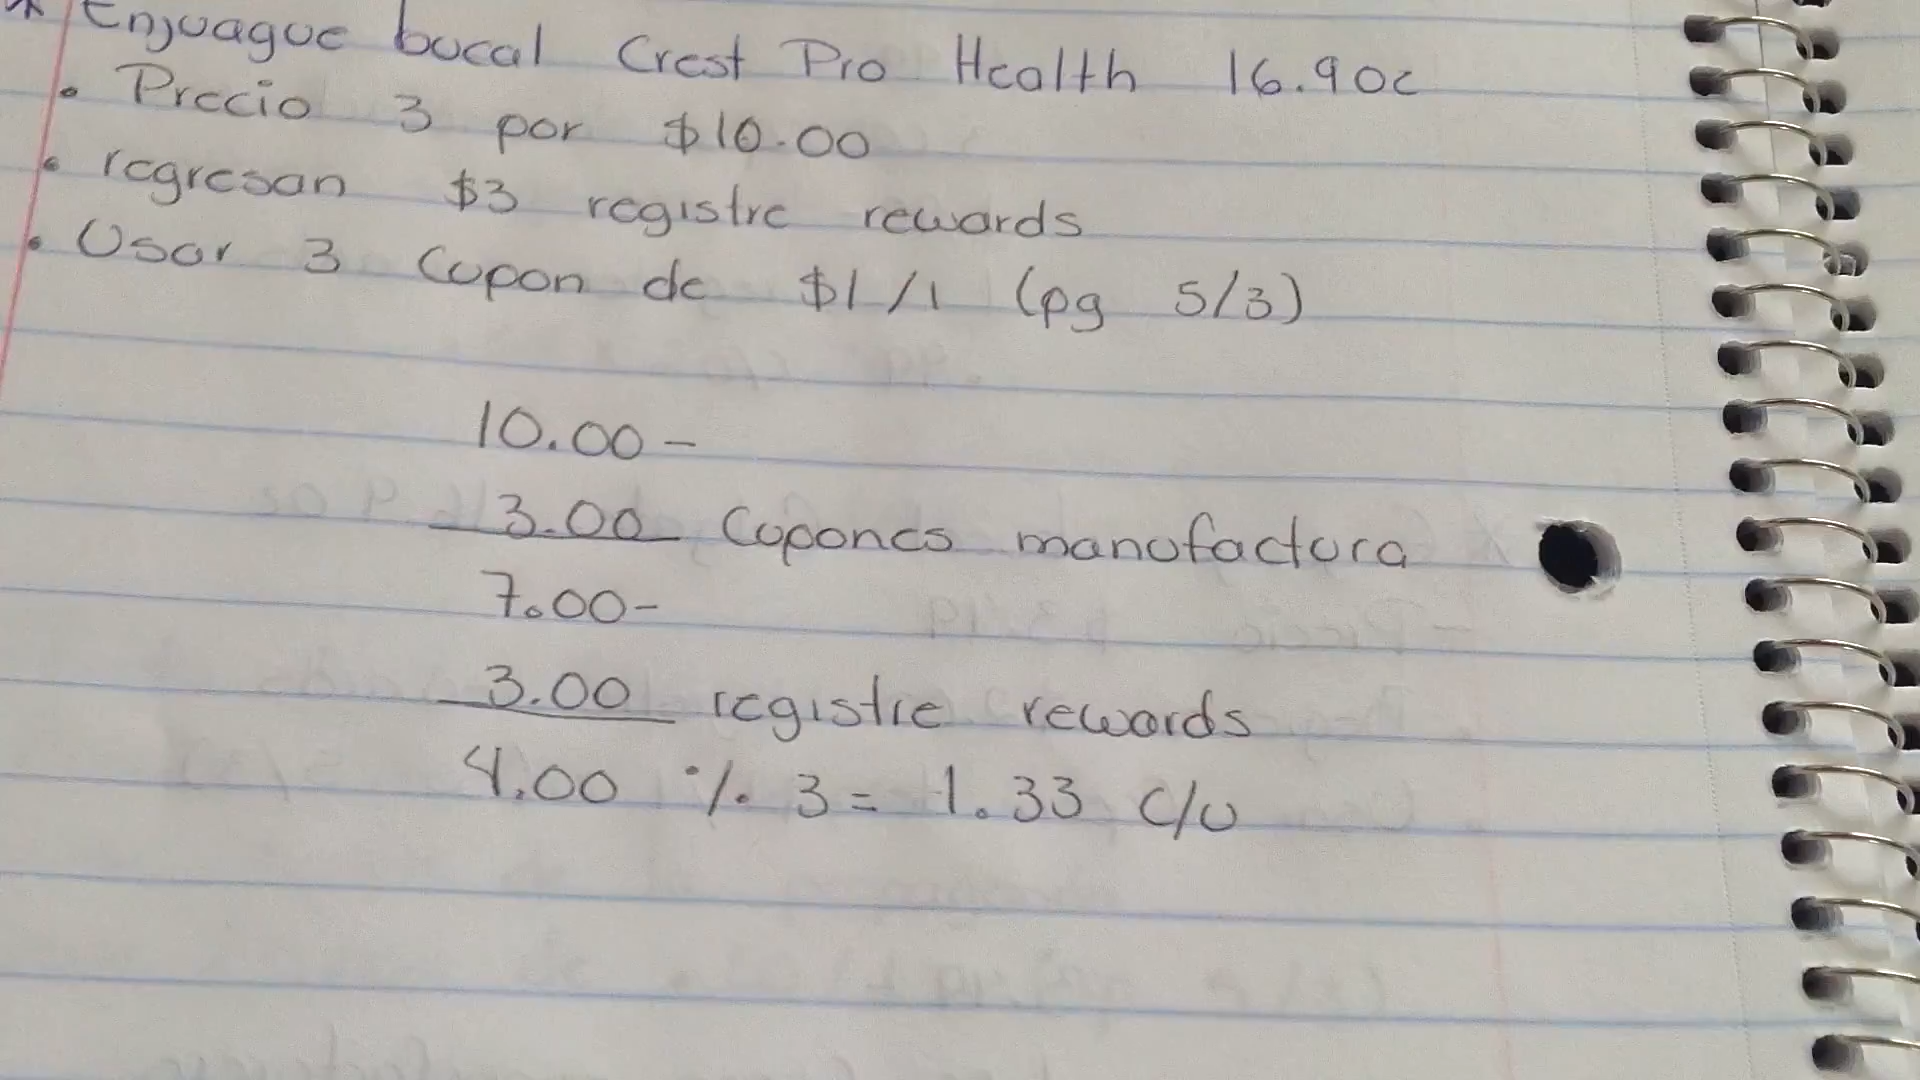 * Enjuague bucal Crest Pro Health 16.9oz
• Precio 3 por $10.00
• regresan $3 registre rewards
• Usar 3 Cupon de $1/1 (pg 5/3)
10.00 -
3.00 Cupones manufactura
7.00-
3.00 registre rewards
4.00 ·/. 3 = 1.33 c/u